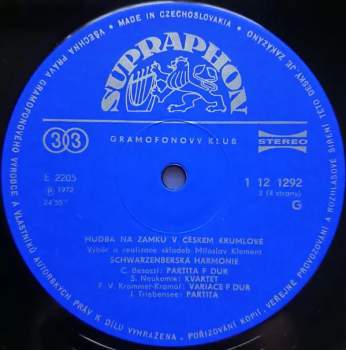 MADE IN CZECHOSLOVAKIA • VŠECHNA PRÁVA GRAMOFONOVÉHO VÝROBCE A VLASTNÍKŮ AUTORSKÝCH PRÁV K DÍLU VYHRAZENA. POŘIZOVÁNÍ KOPIÍ, VEŘEJNÉ PROVOZOVÁNÍ A ROZHLASOVÉ ŠÍŘENÍ TÉTO DESKY JE ZAKÁZÁNO
SUPRAPHON
GRAMOFONOVÝ KLUB
33
STEREO
E 2205
℗ 1972
24'55"
1 12 1292
G
HUDBA NA ZÁMKU V ČESKÉM KRUMLOVĚ
Výběr a realizace skladeb Miloslav Klement
SCHWARZENBERSKÁ HARMONIE
C. Besozzi: PARTITA F DUR
S. Neukomm: KVARTET
F. V. Krommer-Kramář: VARIACE F DUR
J. Triebensee: PARTITA